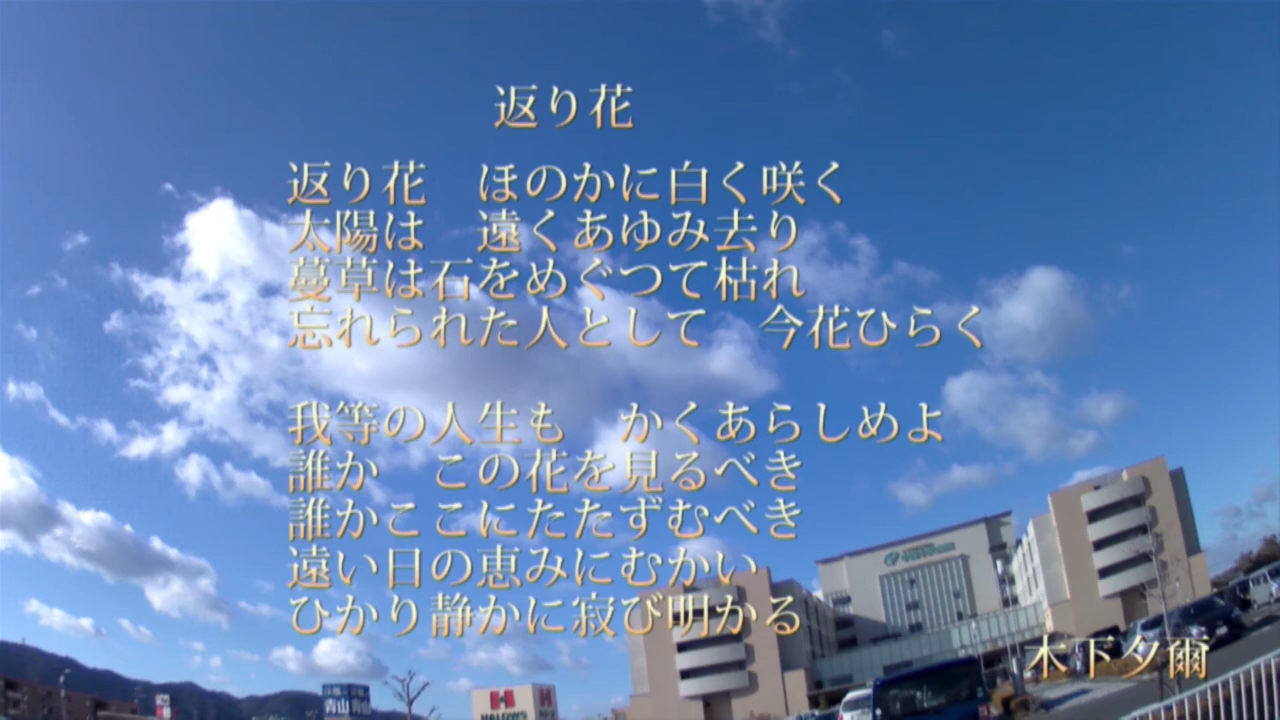 返り花
返り花　ほのかに白く咲く
太陽は　遠くあゆみ去り
蔓草は石をめぐつて枯れ
忘れられた人として　今花ひらく
我等の人生も　かくあらしめよ
誰か　この花を見るべき
誰かここにたたずむべき
遠い日の恵みにむかい
ひかり静かに寂び明かる
木下夕爾
青山 青山
HALOWS